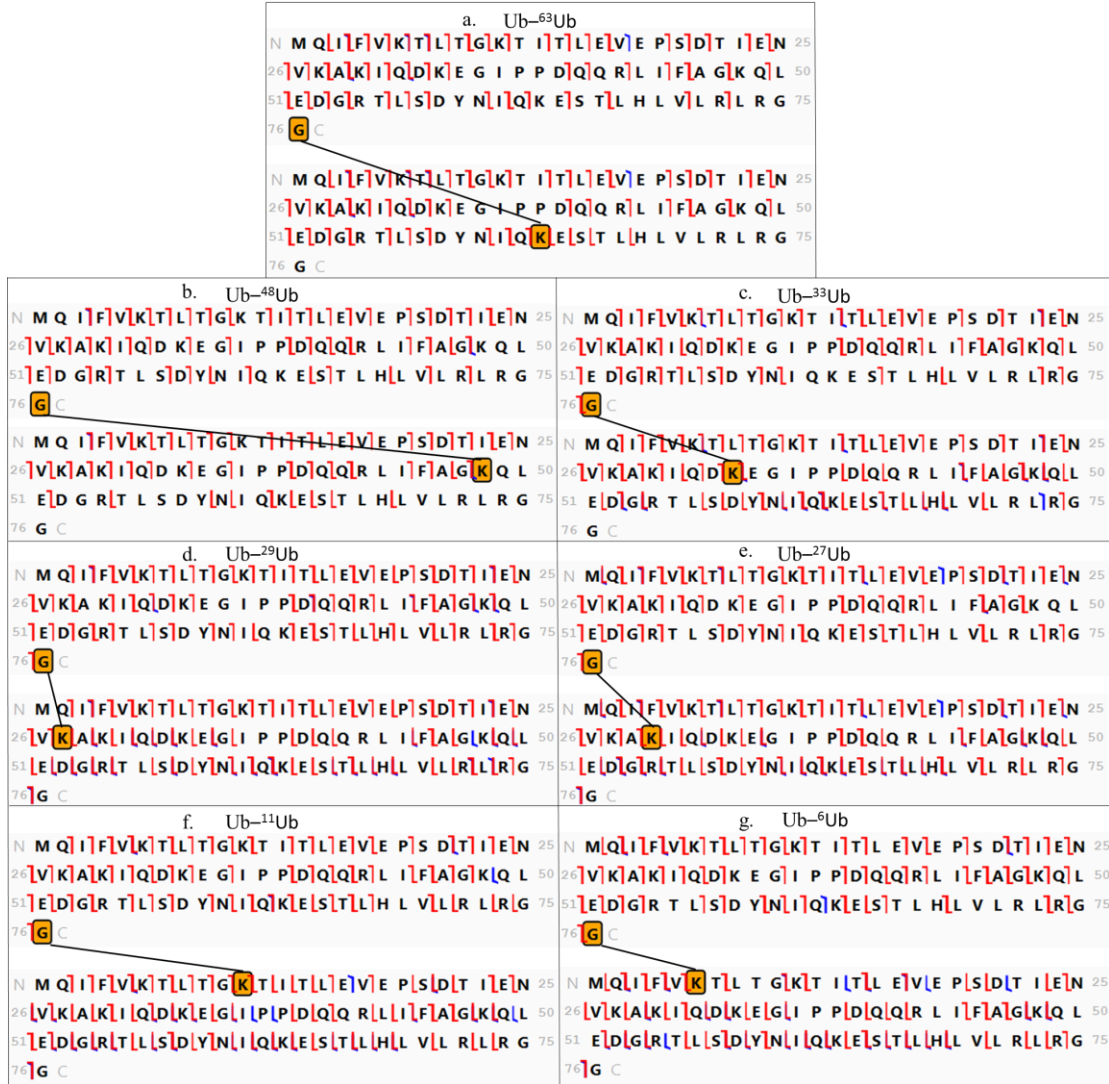 a. Ub–⁶³Ub
N M Q I F V K T L T G K T I T L E V E P S D T I E N 25
26 V K A K I Q D K E G I P P D Q Q R L I F A G K Q L 50
51 E D G R T L S D Y N I Q K E S T L H L V L R L R G 75
76 G C
N M Q I F V K T L T G K T I T L E V E P S D T I E N 25
26 V K A K I Q D K E G I P P D Q Q R L I F A G K Q L 50
51 E D G R T L S D Y N I Q K E S T L H L V L R L R G 75
76 G C
b. Ub–⁴⁸Ub
N M Q I F V K T L T G K T I T L E V E P S D T I E N 25
26 V K A K I Q D K E G I P P D Q Q R L I F A G K Q L 50
51 E D G R T L S D Y N I Q K E S T L H L V L R L R G 75
76 G C
N M Q I F V K T L T G K T I T L E V E P S D T I E N 25
26 V K A K I Q D K E G I P P D Q Q R L I F A G K Q L 50
51 E D G R T L S D Y N I Q K E S T L H L V L R L R G 75
76 G C
c. Ub–³³Ub
N M Q I F V K T L T G K T I T L E V E P S D T I E N 25
26 V K A K I Q D K E G I P P D Q Q R L I F A G K Q L 50
51 E D G R T L S D Y N I Q K E S T L H L V L R L R G 75
76 G C
N M Q I F V K T L T G K T I T L E V E P S D T I E N 25
26 V K A K I Q D K E G I P P D Q Q R L I F A G K Q L 50
51 E D G R T L S D Y N I Q K E S T L H L V L R L R G 75
76 G C
d. Ub–²⁹Ub
N M Q I F V K T L T G K T I T L E V E P S D T I E N 25
26 V K A K I Q D K E G I P P D Q Q R L I F A G K Q L 50
51 E D G R T L S D Y N I Q K E S T L H L V L R L R G 75
76 G C
N M Q I F V K T L T G K T I T L E V E P S D T I E N 25
26 V K A K I Q D K E G I P P D Q Q R L I F A G K Q L 50
51 E D G R T L S D Y N I Q K E S T L H L V L R L R G 75
76 G C
e. Ub–²⁷Ub
N M Q I F V K T L T G K T I T L E V E P S D T I E N 25
26 V K A K I Q D K E G I P P D Q Q R L I F A G K Q L 50
51 E D G R T L S D Y N I Q K E S T L H L V L R L R G 75
76 G C
N M Q I F V K T L T G K T I T L E V E P S D T I E N 25
26 V K A K I Q D K E G I P P D Q Q R L I F A G K Q L 50
51 E D G R T L S D Y N I Q K E S T L H L V L R L R G 75
76 G C
f. Ub–¹¹Ub
N M Q I F V K T L T G K T I T L E V E P S D T I E N 25
26 V K A K I Q D K E G I P P D Q Q R L I F A G K Q L 50
51 E D G R T L S D Y N I Q K E S T L H L V L R L R G 75
76 G C
N M Q I F V K T L T G K T I T L E V E P S D T I E N 25
26 V K A K I Q D K E G I P P D Q Q R L I F A G K Q L 50
51 E D G R T L S D Y N I Q K E S T L H L V L R L R G 75
76 G C
g. Ub–⁶Ub
N M Q I F V K T L T G K T I T L E V E P S D T I E N 25
26 V K A K I Q D K E G I P P D Q Q R L I F A G K Q L 50
51 E D G R T L S D Y N I Q K E S T L H L V L R L R G 75
76 G C
N M Q I F V K T L T G K T I T L E V E P S D T I E N 25
26 V K A K I Q D K E G I P P D Q Q R L I F A G K Q L 50
51 E D G R T L S D Y N I Q K E S T L H L V L R L R G 75
76 G C